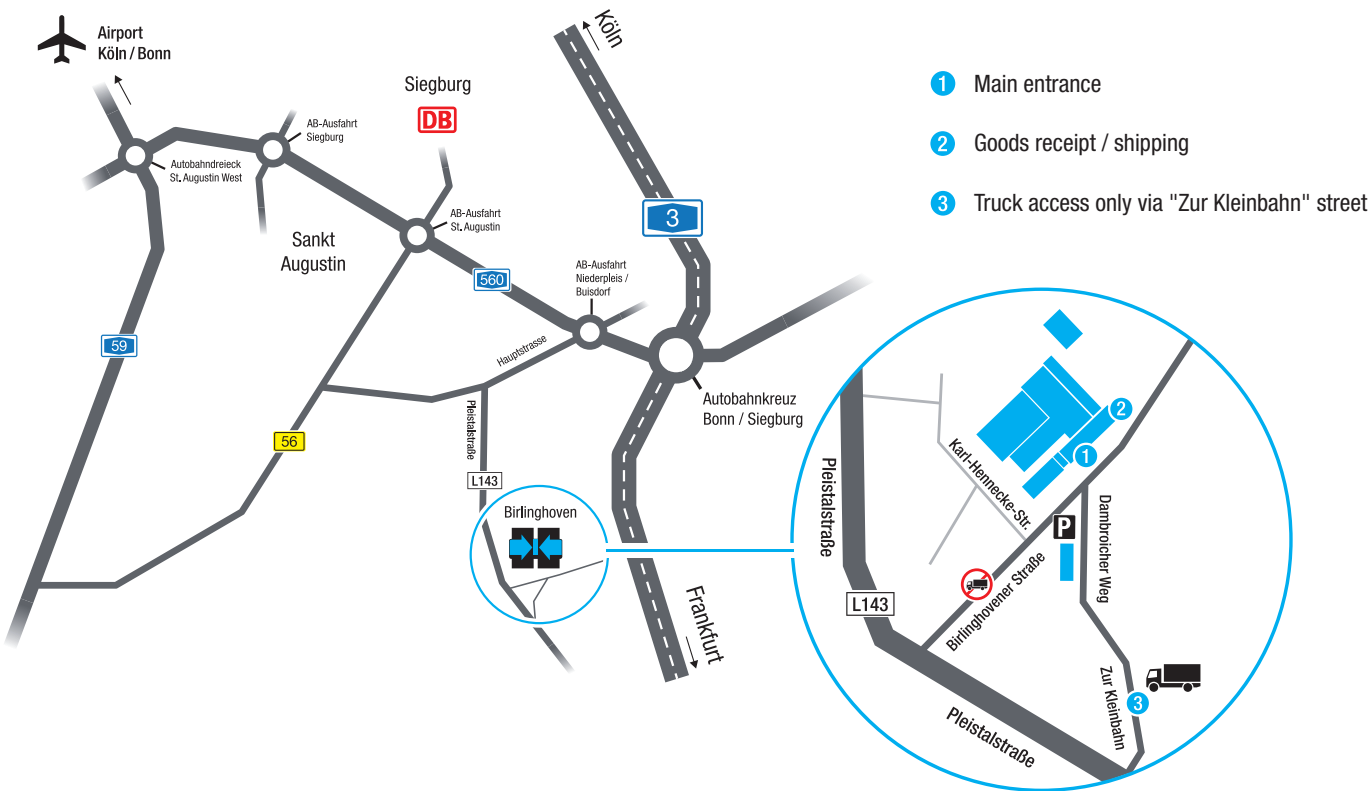 Airport
Köln / Bonn
Köln
Siegburg
DB
AB-Ausfahrt
Siegburg
Autobahndreieck
St. Augustin West
AB-Ausfahrt
St. Augustin
Sankt
Augustin
3
560
AB-Ausfahrt
Niederpleis /
Buisdorf
59
Hauptstrasse
Autobahnkreuz
Bonn / Siegburg
Pleistalstraße
56
L143
Birlinghoven
Frankfurt
1 Main entrance
2 Goods receipt / shipping
3 Truck access only via "Zur Kleinbahn" street
2
1
Karl-Hennecke-Str.
Pleistalstraße
P
Dambroicher Weg
L143
Birlinghovener Straße
Zur Kleinbahn
3
Pleistalstraße